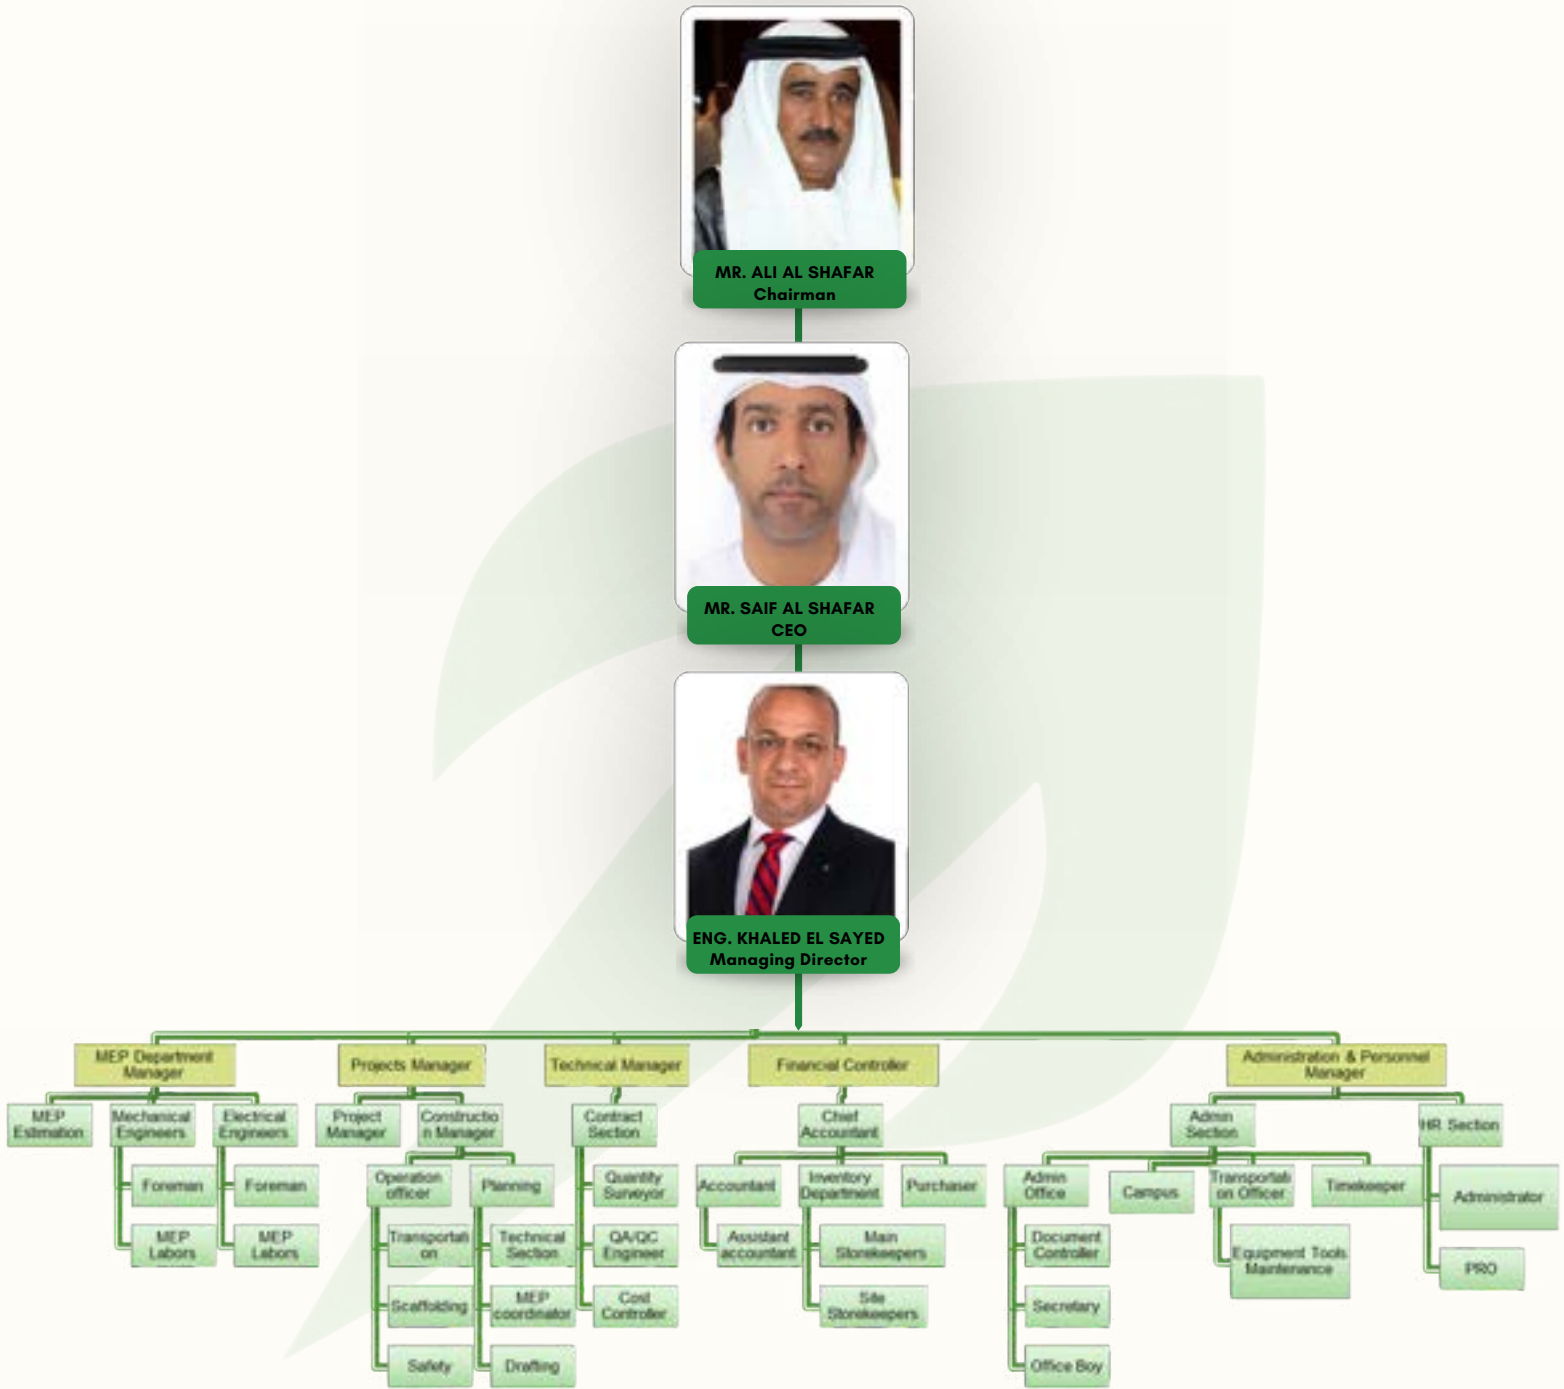 MR. ALI AL SHAFAR
Chairman
MR. SAIF AL SHAFAR
CEO
ENG. KHALED EL SAYED
Managing Director
MEP Department
Manager
Projects Manager
Technical Manager
Financial Controller
Administration & Personnel
Manager
MEP
Estimation
Mechanical
Engineers
Electrical
Engineers
Project
Manager
Constructio
n Manager
Contract
Section
Chief
Accountant
Admin
Section
HR Section
Foreman
Foreman
Operation
officer
Planning
Quantity
Surveyor
Accountant
Inventory
Department
Purchaser
Admin
Office
Campus
Transportati
on Officer
Timekeeper
Administrator
MEP
Labors
MEP
Labors
Transportati
on
Technical
Section
QA/QC
Engineer
Assistant
accountant
Main
Storekeepers
Document
Controller
Equipment Tools
Maintenance
PRO
Scaffolding
MEP
coordinator
Cost
Controller
Site
Storekeepers
Secretary
Safety
Drafting
Office Boy